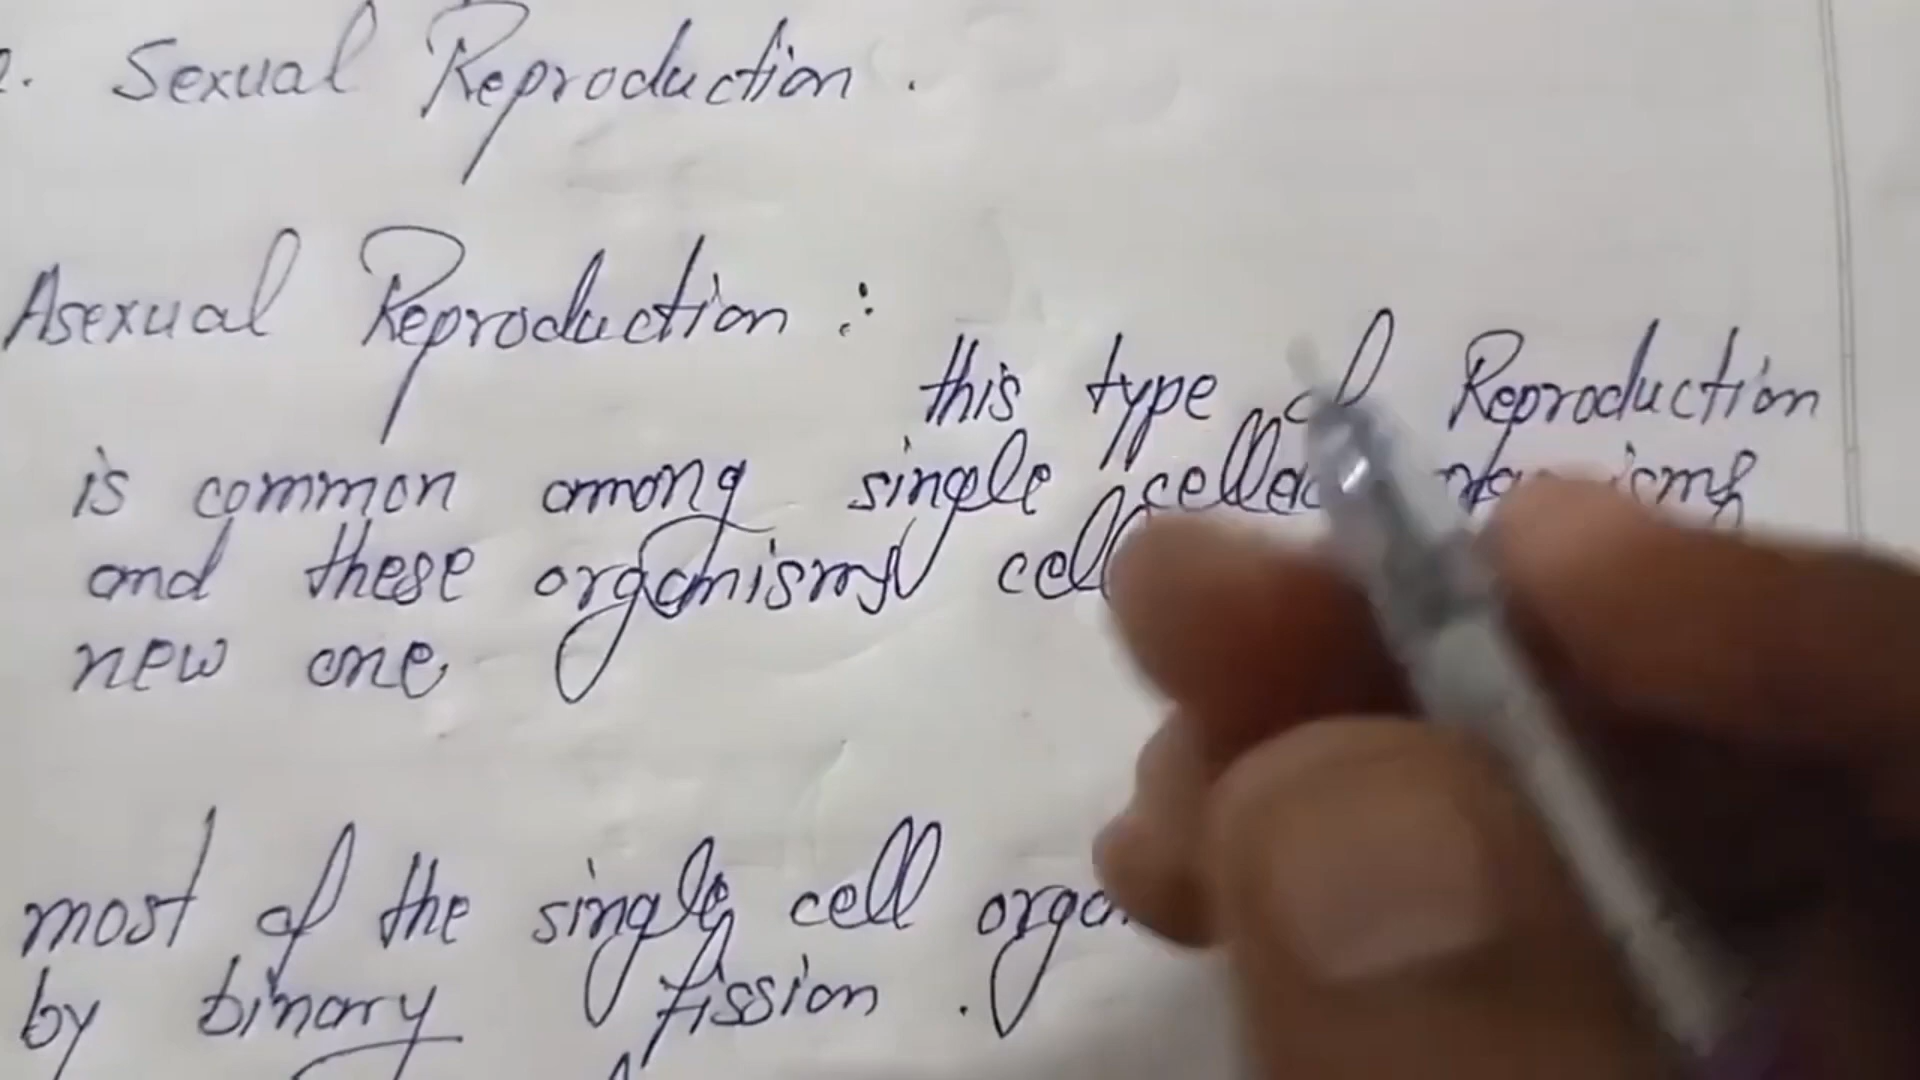 . Sexual Reproduction .
Asexual Reproduction :
this type of Reproduction
is common among single celled
and these organisms cell
new one
most of the single cell
by binary fission .